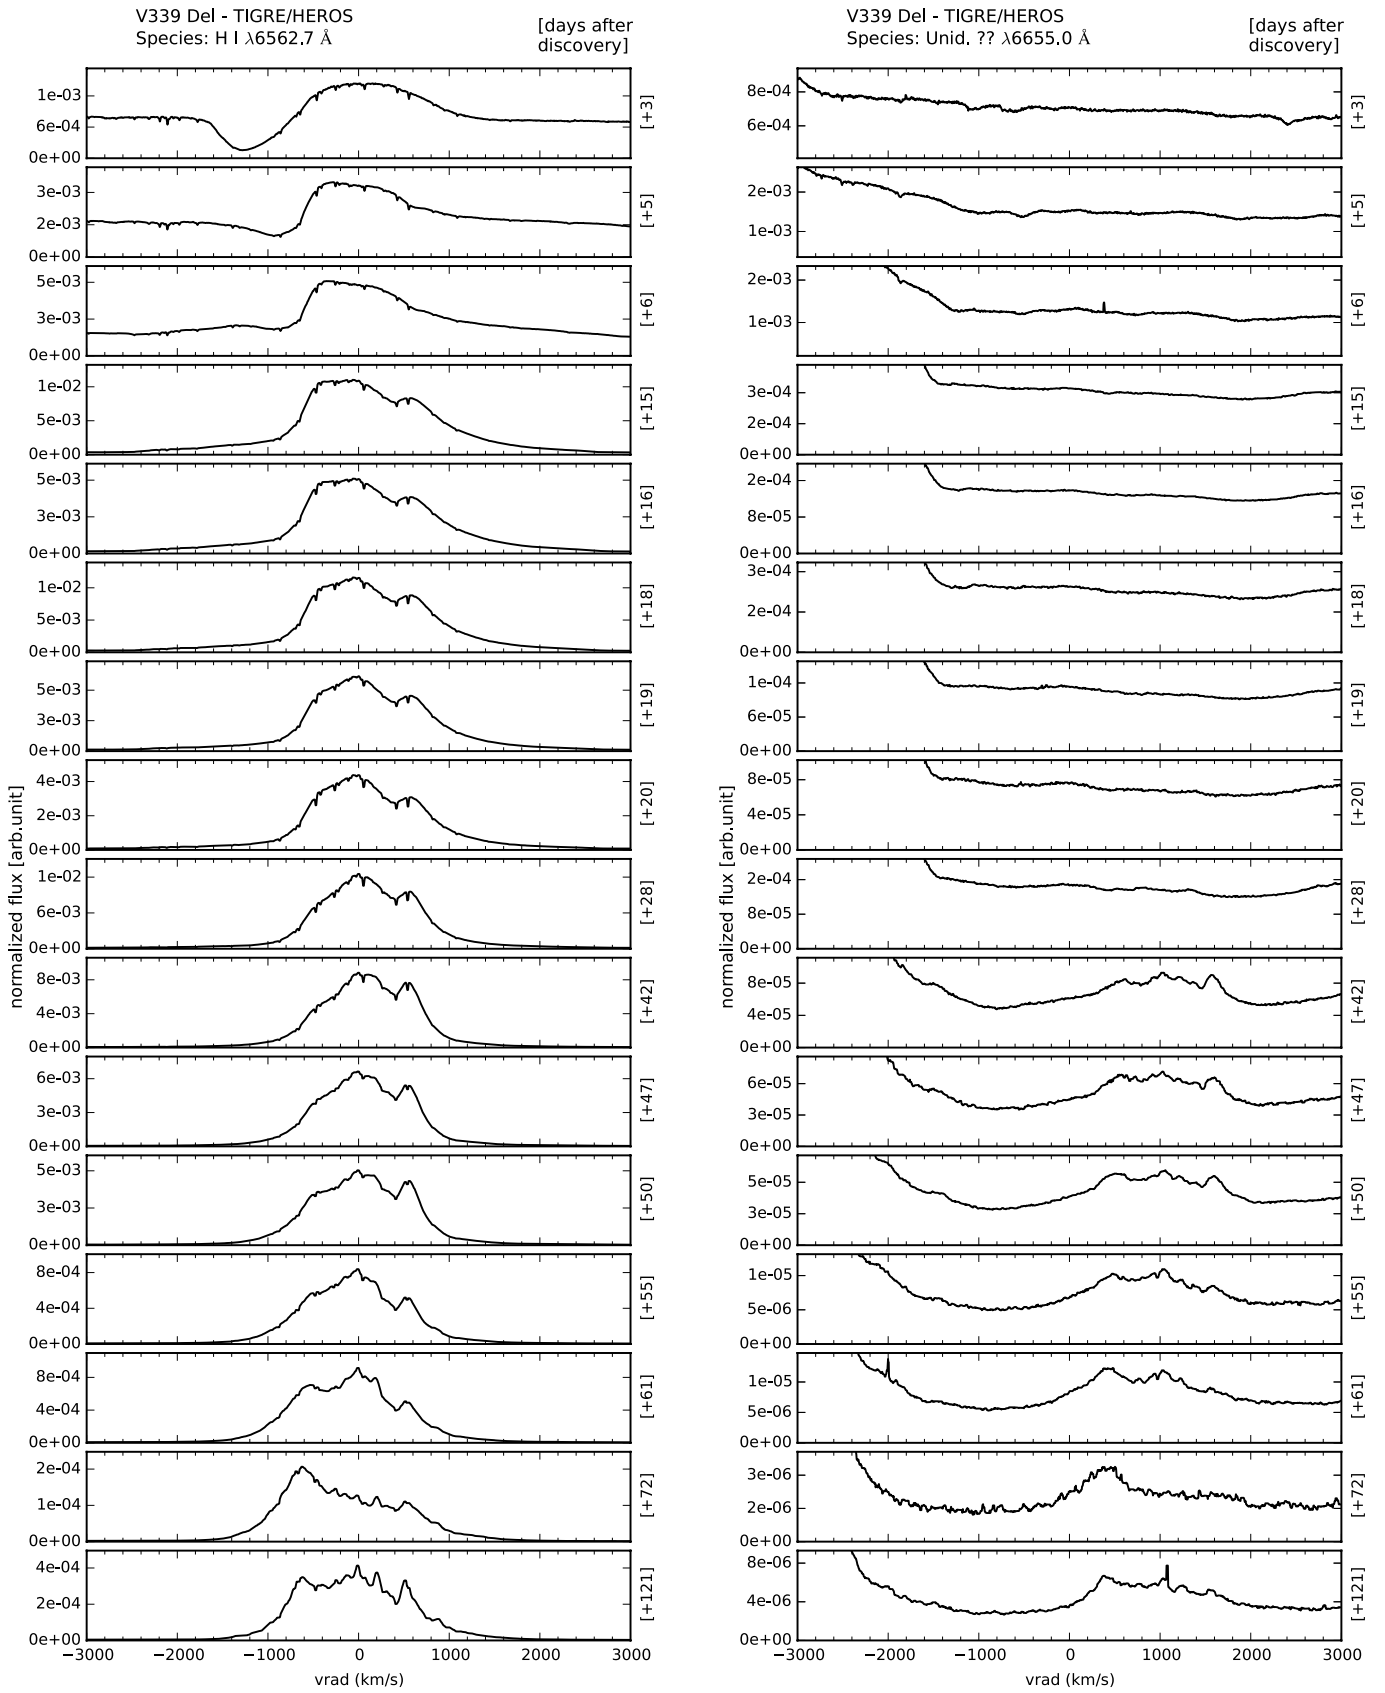 V339 Del - TIGRE/HEROS
Species: H I λ6562.7 Å
[days after
discovery]
1e-03
6e-04
0e+00
[+3]
3e-03
2e-03
0e+00
[+5]
5e-03
3e-03
0e+00
[+6]
1e-02
5e-03
0e+00
[+15]
5e-03
3e-03
0e+00
[+16]
1e-02
5e-03
0e+00
[+18]
5e-03
3e-03
0e+00
[+19]
4e-03
2e-03
0e+00
[+20]
1e-02
6e-03
0e+00
[+28]
8e-03
4e-03
0e+00
[+42]
6e-03
3e-03
0e+00
[+47]
5e-03
3e-03
0e+00
[+50]
8e-04
4e-04
0e+00
[+55]
8e-04
4e-04
0e+00
[+61]
2e-04
1e-04
0e+00
[+72]
4e-04
2e-04
0e+00
[+121]
normalized flux [arb.unit]
−3000 −2000 −1000 0 1000 2000 3000
vrad (km/s)
V339 Del - TIGRE/HEROS
Species: Unid. ?? λ6655.0 Å
[days after
discovery]
8e-04
6e-04
[+3]
2e-03
1e-03
[+5]
2e-03
1e-03
[+6]
3e-04
2e-04
0e+00
[+15]
2e-04
8e-05
0e+00
[+16]
3e-04
2e-04
0e+00
[+18]
1e-04
6e-05
0e+00
[+19]
8e-05
4e-05
0e+00
[+20]
2e-04
8e-05
0e+00
[+28]
8e-05
4e-05
0e+00
[+42]
6e-05
3e-05
0e+00
[+47]
5e-05
3e-05
0e+00
[+50]
1e-05
5e-06
0e+00
[+55]
1e-05
5e-06
0e+00
[+61]
3e-06
2e-06
0e+00
[+72]
8e-06
4e-06
0e+00
[+121]
normalized flux [arb.unit]
−3000 −2000 −1000 0 1000 2000 3000
vrad (km/s)